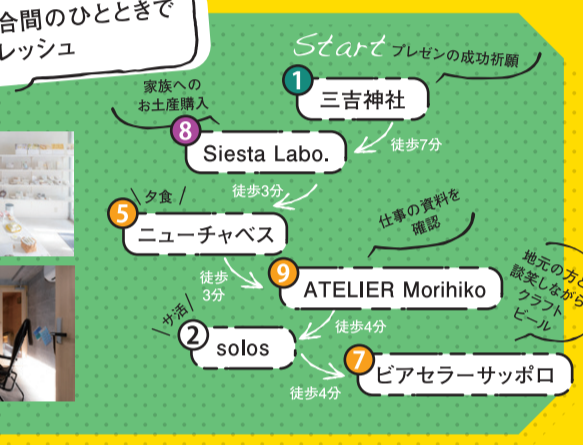 合間のひとときで
レッシュ
Start プレゼンの成功祈願
1 三吉神社
徒歩7分
家族への
お土産購入
8 Siesta Labo.
徒歩3分
夕食
5 ニューチャベス
徒歩
3分
仕事の資料を
確認
9 ATELIER Morihiko
徒歩4分
サ活
2 solos
徒歩4分
地元の方と
談笑しながら
クラフト
ビール
7 ビアセラーサッポロ